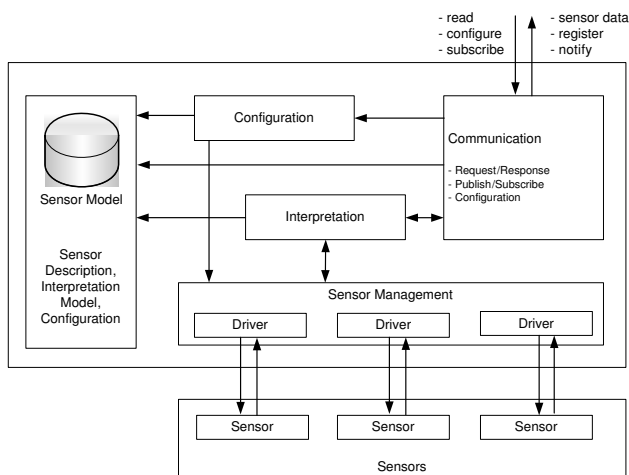 - read
- configure
- subscribe
- sensor data
- register
- notify
Configuration
Communication
- Request/Response
- Publish/Subscribe
- Configuration
Sensor Model
Interpretation
Sensor
Description,
Interpretation
Model,
Configuration
Sensor Management
Driver
Driver
Driver
Sensor
Sensor
Sensor
Sensors